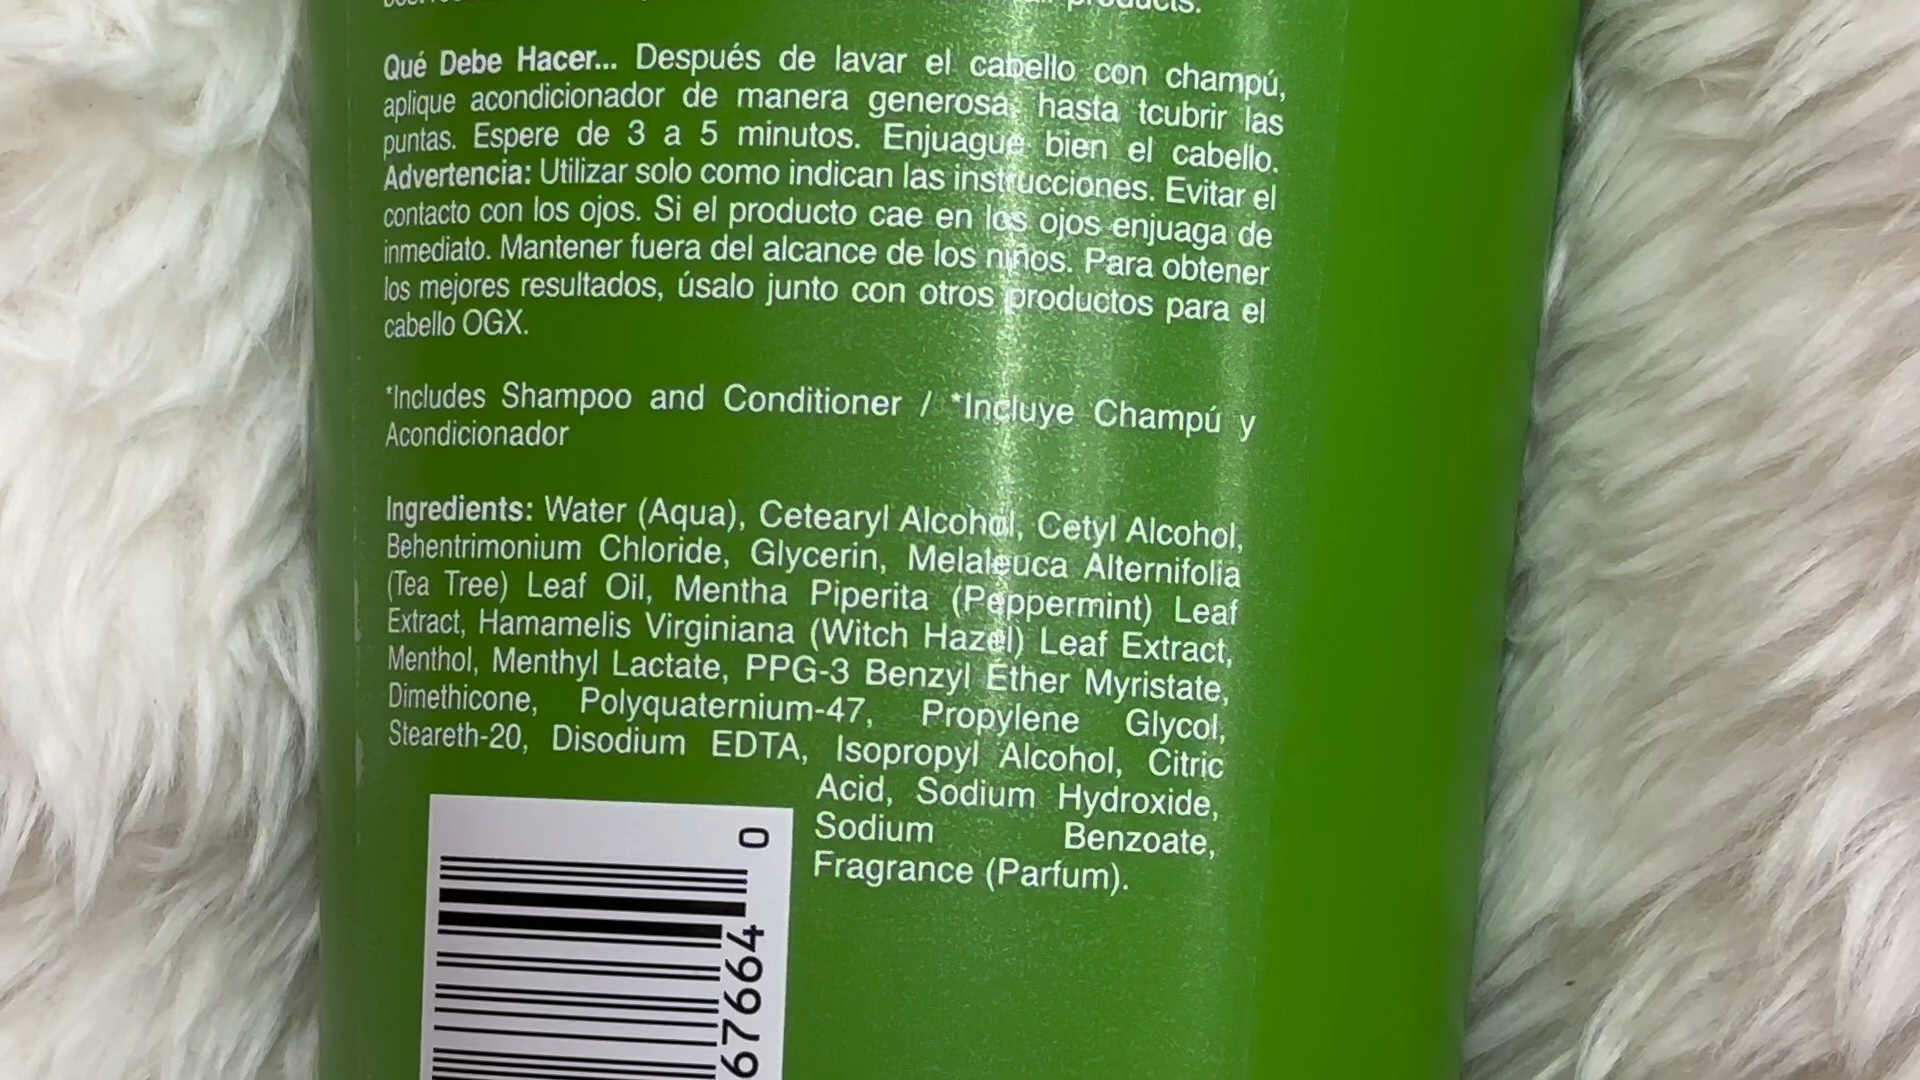 products.
Qué Debe Hacer... Después de lavar el cabello con champú,
aplique acondicionador de manera generosa, hasta tcubrir las
puntas. Espere de 3 a 5 minutos. Enjuague bien el cabello.
Advertencia: Utilizar solo como indican las instrucciones. Evitar el
contacto con los ojos. Si el producto cae en los ojos enjuaga de
inmediato. Mantener fuera del alcance de los niños. Para obtener
los mejores resultados, úsalo junto con otros productos para el
cabello OGX.
*Includes Shampoo and Conditioner / *Incluye Champú y
Acondicionador
Ingredients: Water (Aqua), Cetearyl Alcohol, Cetyl Alcohol,
Behentrimonium Chloride, Glycerin, Melaleuca Alternifolia
(Tea Tree) Leaf Oil, Mentha Piperita (Peppermint) Leaf
Extract, Hamamelis Virginiana (Witch Hazel) Leaf Extract,
Menthol, Menthyl Lactate, PPG-3 Benzyl Ether Myristate,
Dimethicone, Polyquaternium-47, Propylene Glycol,
Steareth-20, Disodium EDTA, Isopropyl Alcohol, Citric
Acid, Sodium Hydroxide,
Sodium Benzoate,
Fragrance (Parfum).
0
67664